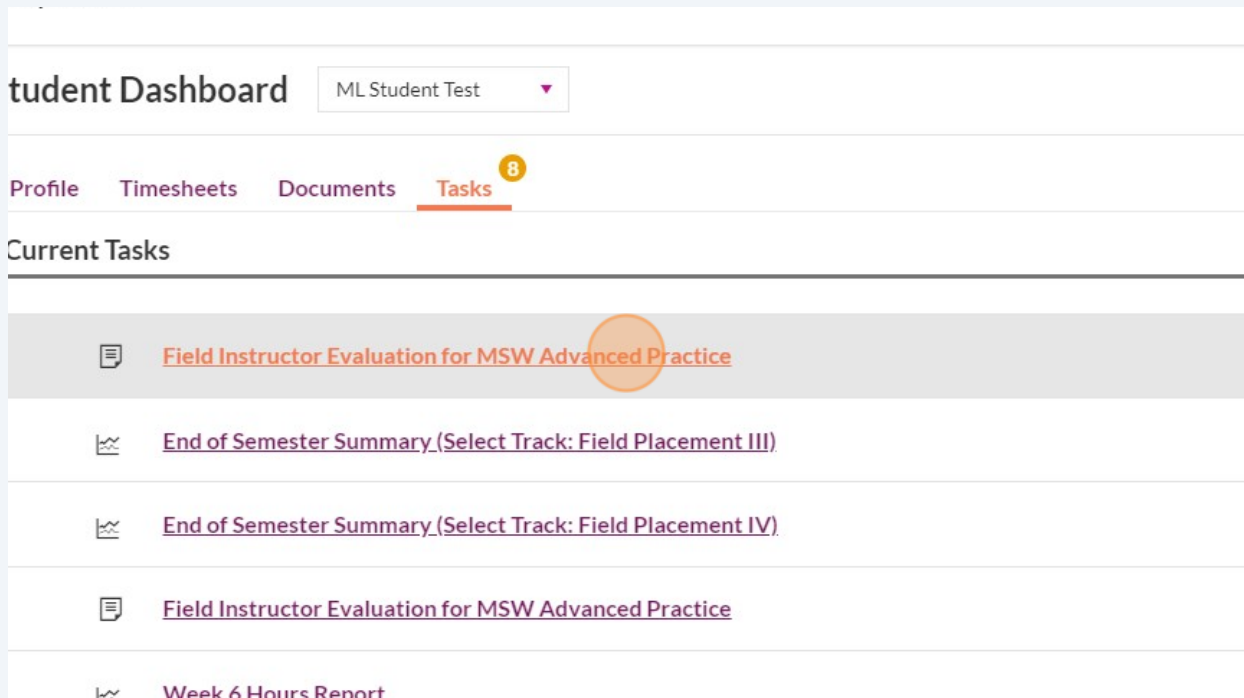 tudent Dashboard ML Student Test
8
Profile Timesheets Documents Tasks
Current Tasks
Field Instructor Evaluation for MSW Advanced Practice
End of Semester Summary (Select Track: Field Placement III)
End of Semester Summary (Select Track: Field Placement IV)
Field Instructor Evaluation for MSW Advanced Practice
Week 6 Hours Report